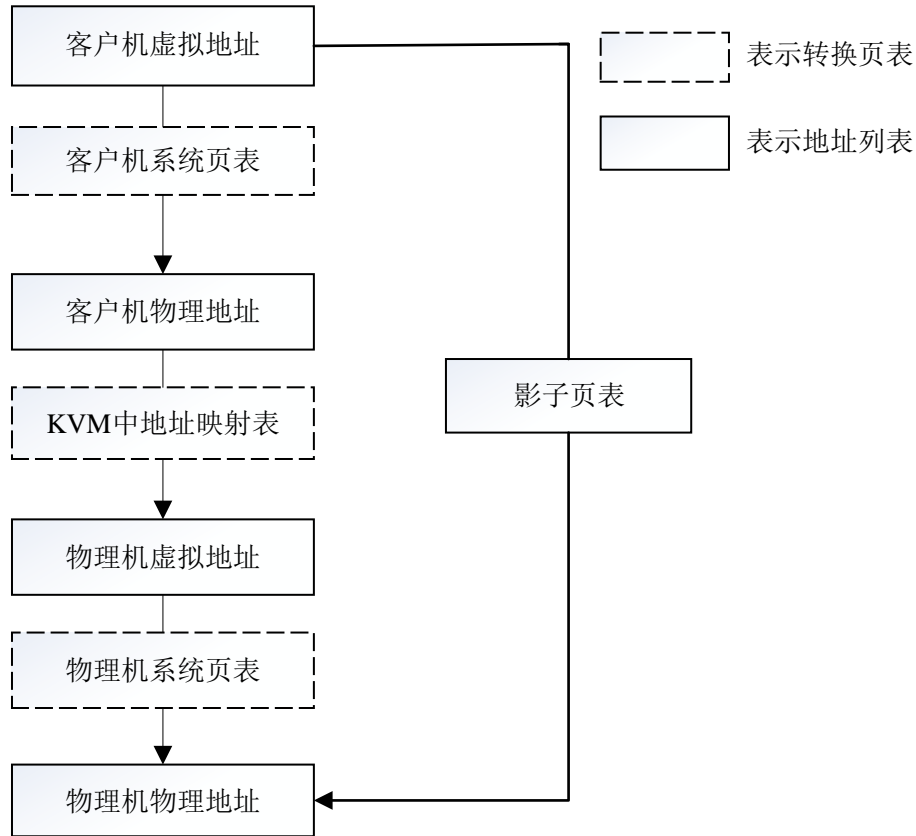 客户机虚拟地址
表示转换页表
表示地址列表
客户机系统页表
客户机物理地址
影子页表
KVM中地址映射表
物理机虚拟地址
物理机系统页表
物理机物理地址